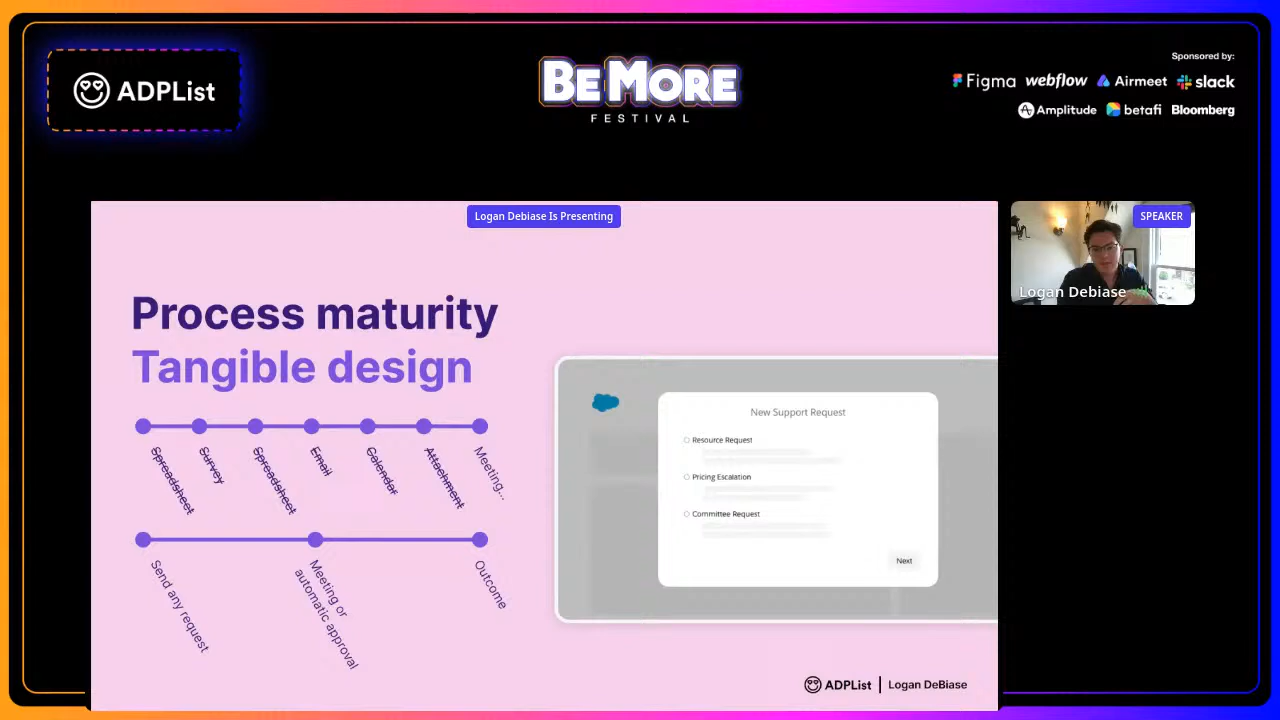 ADPList
BE MORE
FESTIVAL
Sponsored by:
Figma webflow Airmeet slack
Amplitude betafi Bloomberg
Logan Debiase Is Presenting
SPEAKER
Logan Debiase
Process maturity
Tangible design
Spreadsheet
Survey
Spreadsheet
Email
Calendar
Attachment
Meeting...
Send any request
Meeting or
automatic approval
Outcome
New Support Request
Resource Request
Pricing Escalation
Committee Request
Next
ADPList | Logan DeBiase